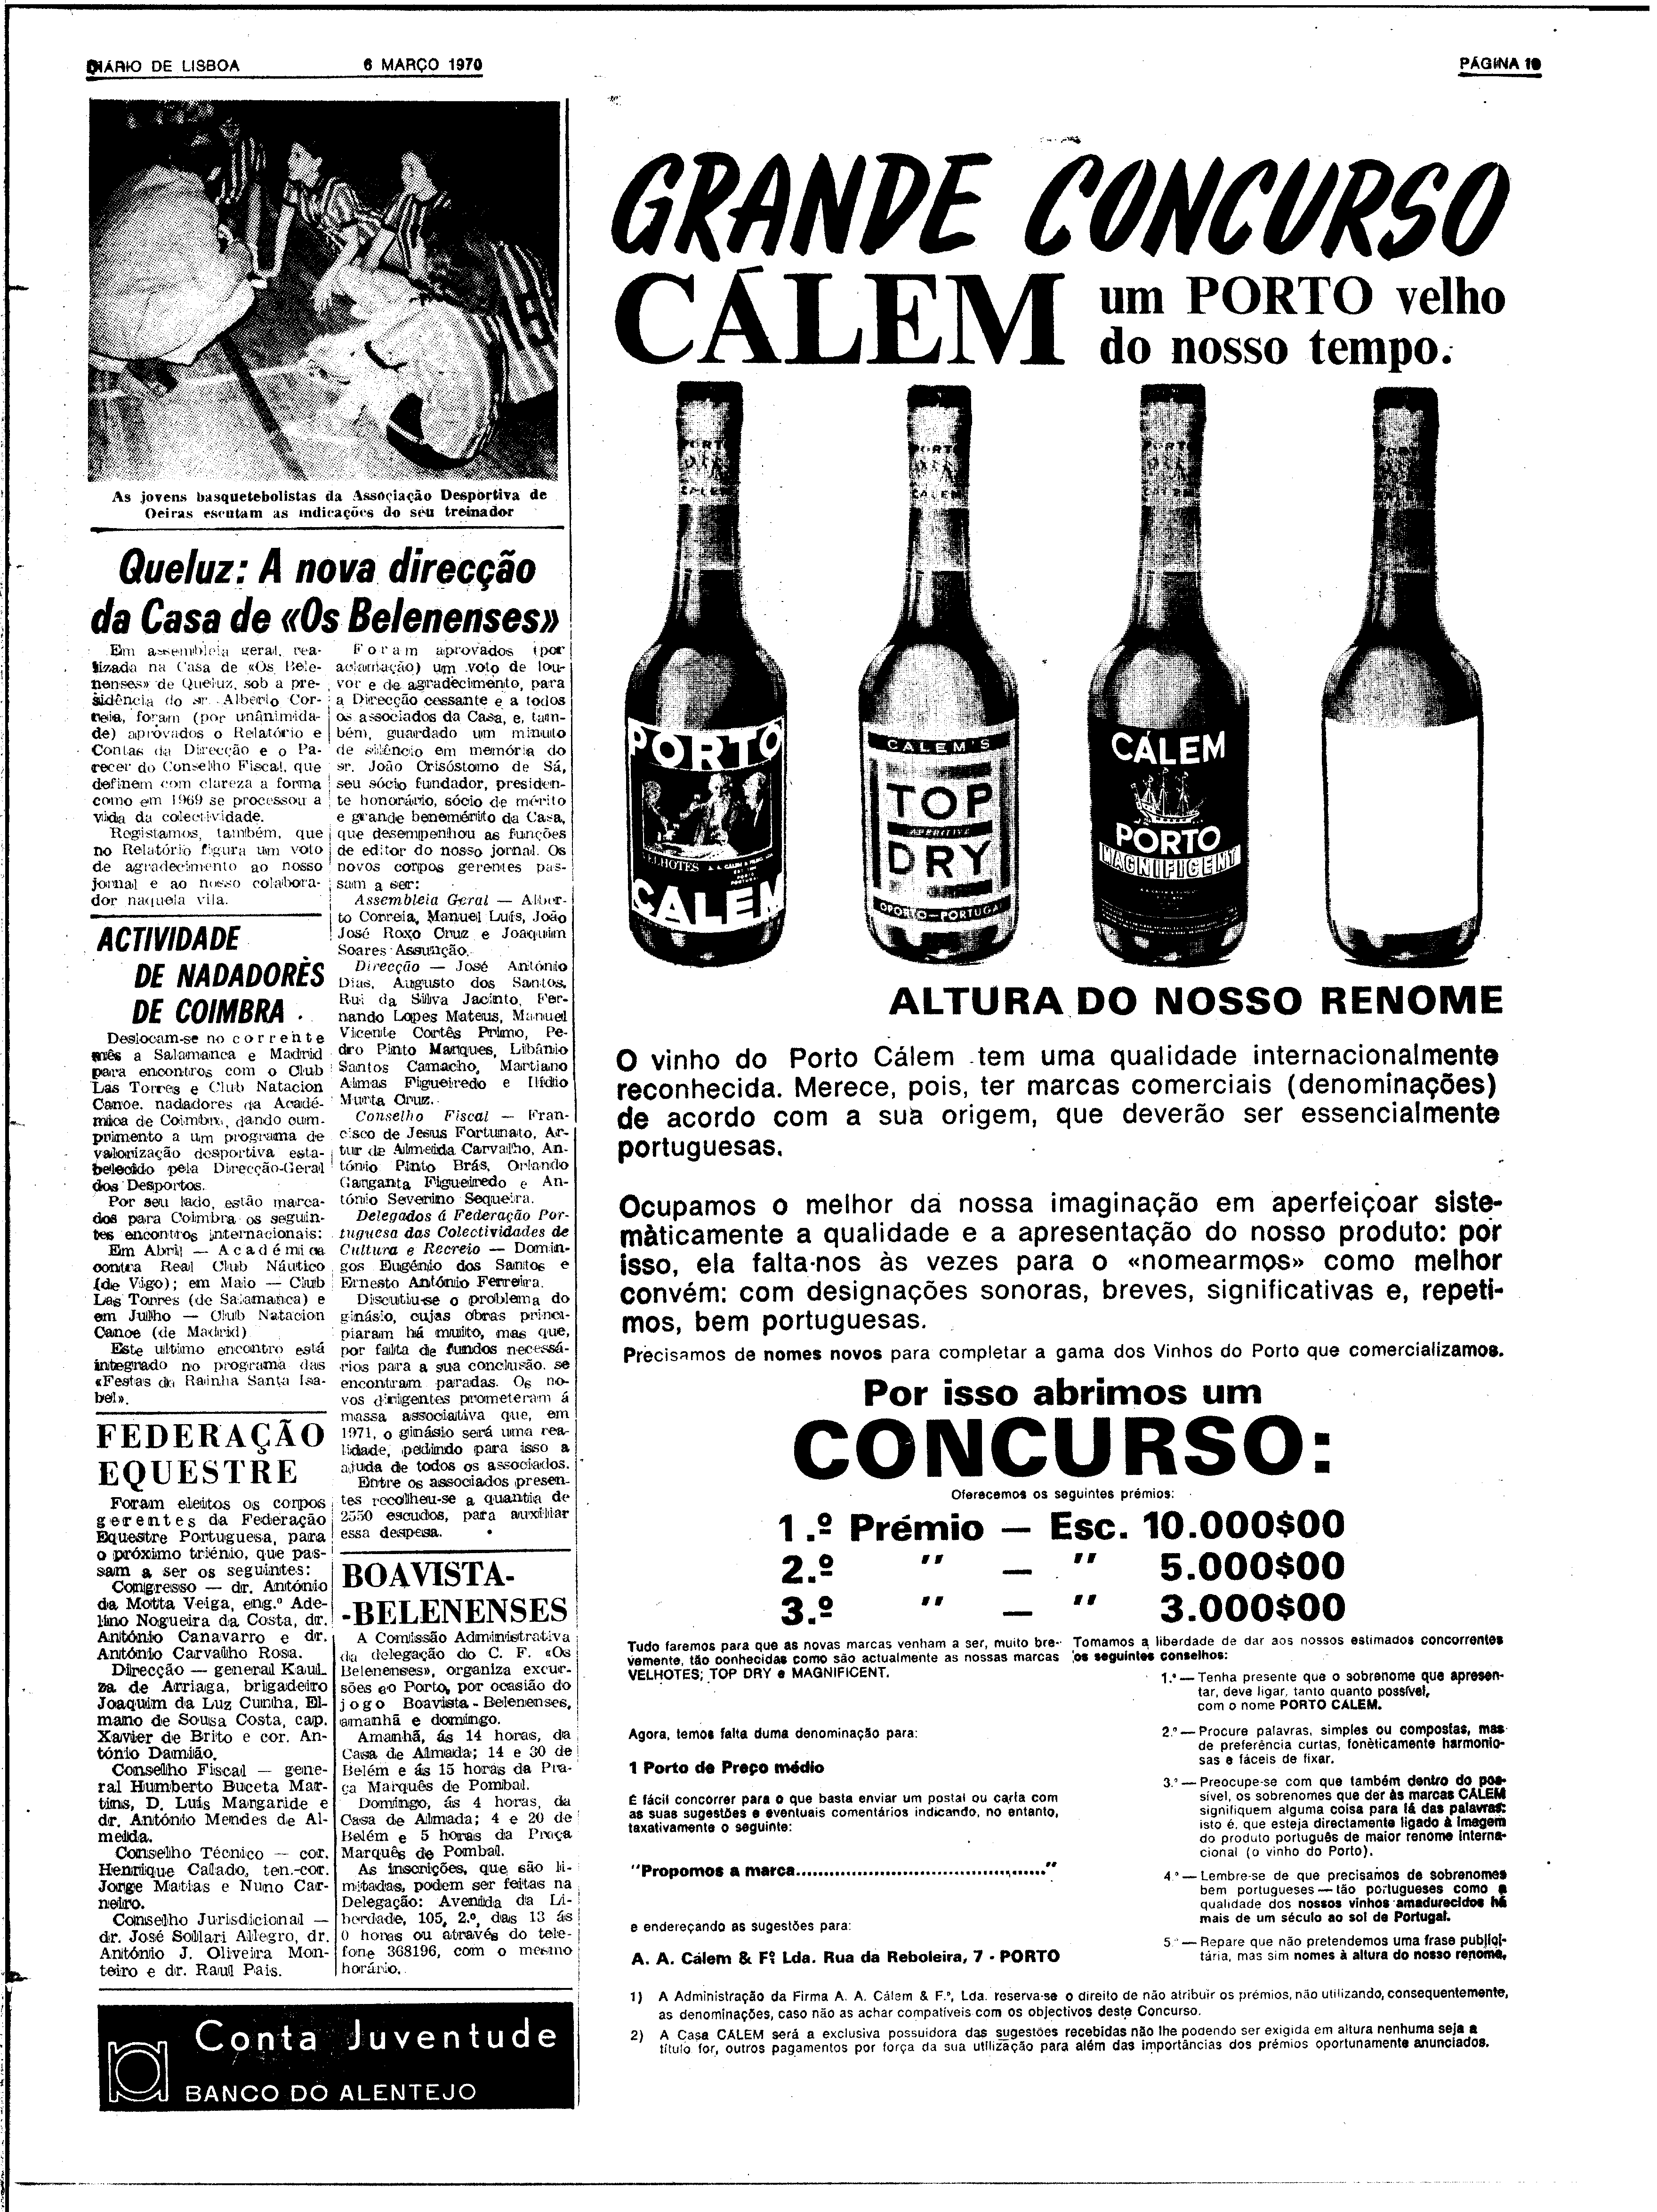 DIÁRIO DE LISBOA 6 MARÇO 1970 PÁGINA
As jovens basquetebolistas da Associação Desportiva de
Oeiras escutam as indicações do seu treinador
Queluz: A nova direcção
da Casa de «Os Belenenses»
Em assembleia geral, rea-
lizada na Casa de «Os Bele-
nenses» de Queluz, sob a pre-
sidência do sr. Alberto Cor-
reia, foram (por unânimida-
de) aprovados o Relatório e
Contas da Direcção e o Pa-
recer do Conselho Fiscal, que
definem com clareza a forma
como em 1969 se processou a
vida da colectividade.
Registamos, também, que
no Relatório figura um voto
de agradecimento ao nosso
jornal e ao nosso colabora-
dor naquela vila.
ACTIVIDADE
DE NADADORES
DE COIMBRA
Deslocam-se no corrente
mês a Salamanca e Madrid
para encontros com o Club
Las Torres e Club Natacion
Canoe, nadadores da Acadé-
mica de Coimbra, dando cum-
primento a um programa de
valorização desportiva esta-
belecido pela Direcção-Geral
dos Desportos.
Por seu lado, estão marca-
dos para Coimbra os seguin-
tes encontros internacionais:
Em Abril — Académica
contra Real Club Náutico
(de Vigo); em Maio — Club
Las Torres (de Salamanca) e
em Julho — Club Natacion
Canoe (de Madrid)
Este ultimo encontro está
integrado no programa das
«Festas da Rainha Santa Isa-
bel».
FEDERAÇÃO
EQUESTRE
Foram eleitos os corpos
gerentes da Federação
Equestre Portuguesa, para
o próximo triénio, que pas-
sam a ser os seguintes:
Congresso — dr. António
da Motta Veiga, eng.º Ade-
lino Nogueira da Costa, dr.
António Canavarro e dr.
António Carvalho Rosa.
Direcção — general Kaul
za de Arriaga, brigadeiro
Joaquim da Luz Cunha, El-
mano de Sousa Costa, cap.
Xavier de Brito e cor. An-
tónio Damião.
Conselho Fiscal — gene-
ral Humberto Buceta Mar-
tins, D. Luís Margaride e
dr. António Mendes de Al-
meida.
Conselho Técnico — cor.
Henrique Calado, ten.-cor.
Jorge Matias e Nuno Car-
neiro.
Conselho Jurisdicional —
dr. José Sollari Allegro, dr.
António J. Oliveira Mon-
teiro e dr. Raul Pais.
Foram aprovados (por
aclamação) um voto de lou-
vor e de agradecimento, para
a Direcção cessante e a todos
os associados da Casa, e, tam-
bém, guardado um minuto
de silêncio em memória do
sr. João Crisóstomo de Sá,
seu sócio fundador, presiden-
te honorário, sócio de mérito
e grande benemérito da Casa,
que desempenhou as funções
de editor do nosso jornal. Os
novos corpos gerentes pas-
sam a ser:
Assembleia Geral — Alber-
to Correia, Manuel Luís, João
José Roxo Cruz e Joaquim
Soares Assunção.
Direcção — José António
Dias, Augusto dos Santos,
Rui da Silva Jacinto, Fer-
nando Lopes Mateus, Manuel
Vicente Cortês Primo, Pe-
dro Pinto Marques, Libânio
Santos Camacho, Martiano
Almas Figueiredo e Ilídio
Murta Cruz.
Conselho Fiscal — Fran-
cisco de Jesus Fortunato, Ar-
tur de Almeida Carvalho, An-
tónio Pinto Brás, Orlando
Ganganta Figueiredo e An-
tónio Severino Sequeira.
Delegados á Federação Por-
tuguesa das Colectividades de
Cultura e Recreio — Domin-
gos Eugénio dos Santos e
Ernesto António Ferreira.
Discutiu-se o problema do
ginásio, cujas obras princi-
piaram há muito, mas que,
por falta de fundos necessá-
rios para a sua conclusão, se
encontram paradas. Os no-
vos dirigentes prometeram á
massa associativa que, em
1971, o ginásio será uma rea-
lidade, pedindo para isso a
ajuda de todos os associados.
Entre os associados presen-
tes recolheu-se a quantia de
2550 escudos, para auxiliar
essa despesa.
BOAVISTA-
-BELENENSES
A Comissão Administrativa
da delegação do C. F. «Os
Belenenses», organiza excur-
sões ao Porto, por ocasião do
jogo Boavista - Belenenses,
amanhã e domingo.
Amanhã, ás 14 horas, da
Casa de Almada; 14 e 30 de
Belém e ás 15 horas da Pra-
ça Marquês de Pombal.
Domingo, ás 4 horas, da
Casa de Almada; 4 e 20 de
Belém e 5 horas da Praça
Marquês de Pombal.
As inscrições, que são li-
mitadas, podem ser feitas na
Delegação: Avenida da Li-
berdade, 105, 2.º, das 13 ás
0 horas ou através do tele-
fone 368196, com o mesmo
horário.
Conta Juventude
BANCO DO ALENTEJO
GRANDE CONCURSO
CÁLEM um PORTO velho
do nosso tempo.
PORTO
VELHOTES
CALEM
CALEM'S
TOP
APERITIVE
DRY
OPORTO-PORTUGAL
CÁLEM
PORTO
MAGNIFICENT
ALTURA DO NOSSO RENOME
O vinho do Porto Cálem tem uma qualidade internacionalmente
reconhecida. Merece, pois, ter marcas comerciais (denominações)
de acordo com a sua origem, que deverão ser essencialmente
portuguesas.
Ocupamos o melhor da nossa imaginação em aperfeiçoar siste-
màticamente a qualidade e a apresentação do nosso produto: por
isso, ela falta-nos às vezes para o «nomearmos» como melhor
convém: com designações sonoras, breves, significativas e, repeti-
mos, bem portuguesas.
Precisamos de nomes novos para completar a gama dos Vinhos do Porto que comercializamos.
Por isso abrimos um
CONCURSO:
Oferecemos os seguintes prémios:
1.º Prémio — Esc. 10.000$00
2.º " — " 5.000$00
3.º " — " 3.000$00
Tudo faremos para que as novas marcas venham a ser, muito bre-
vemente, tão conhecidas como são actualmente as nossas marcas
VELHOTES; TOP DRY e MAGNIFICENT.
Agora, temos falta duma denominação para:
1 Porto de Preço médio
É fácil concorrer para o que basta enviar um postal ou carta com
as suas sugestões e eventuais comentários indicando, no entanto,
taxativamente o seguinte:
"Propomos a marca..........................................."
e endereçando as sugestões para:
A. A. Cálem & Fº Lda. Rua da Reboleira, 7 - PORTO
Tomamos a liberdade de dar aos nossos estimados concorrentes
os seguintes conselhos:
1.º — Tenha presente que o sobrenome que apresen-
tar, deve ligar, tanto quanto possível,
com o nome PORTO CALEM.
2.º — Procure palavras, simples ou compostas, mas
de preferência curtas, fonèticamente harmonio-
sas e fáceis de fixar.
3.º — Preocupe-se com que também dentro do pos-
sível, os sobrenomes que der às marcas CALEM
signifiquem alguma coisa para lá das palavras:
isto é, que esteja directamente ligado à imagem
do produto português de maior renome interna-
cional (o vinho do Porto).
4.º — Lembre-se de que precisamos de sobrenomes
bem portugueses — tão portugueses como a
qualidade dos nossos vinhos amadurecidos há
mais de um século ao sol de Portugal.
5.º — Repare que não pretendemos uma frase publici-
tária, mas sim nomes à altura do nosso renome.
1) A Administração da Firma A. A. Cálem & F.º, Lda. reserva-se o direito de não atribuir os prémios, não utilizando, consequentemente,
as denominações, caso não as achar compatíveis com os objectivos deste Concurso.
2) A Casa CÁLEM será a exclusiva possuidora das sugestões recebidas não lhe podendo ser exigida em altura nenhuma seja a
título for, outros pagamentos por força da sua utilização para além das importâncias dos prémios oportunamente anunciados.